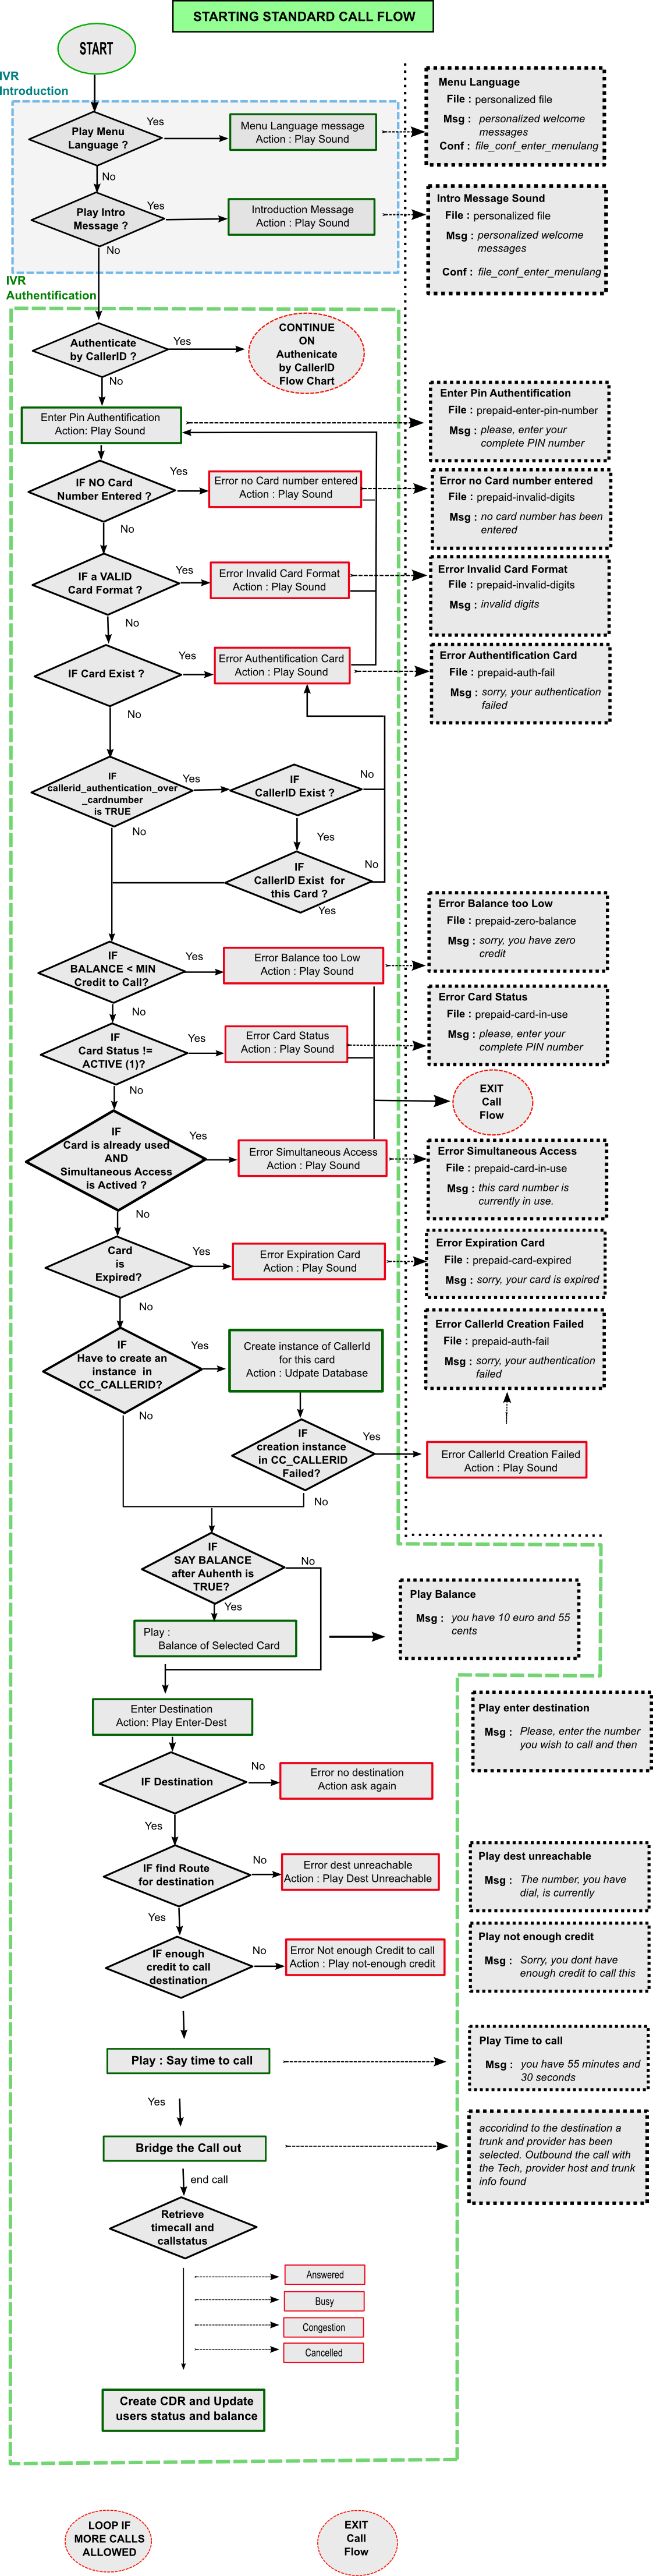 STARTING STANDARD CALL FLOW
START
IVR
Introduction
Play Menu
Language ?
Yes
Menu Language message
Action : Play Sound
Menu Language
File : personalized file
Msg : personalized welcome
messages
Conf : file_conf_enter_menulang
No
Play Intro
Message ?
Yes
Introduction Message
Action : Play Sound
Intro Message Sound
File : personalized file
Msg : personalized welcome
messages
Conf : file_conf_enter_menulang
No
IVR
Authentification
Authenticate
by CallerID ?
Yes
CONTINUE
ON
Authenicate
by CallerID
Flow Chart
No
Enter Pin Authentification
Action: Play Sound
Enter Pin Authentification
File : prepaid-enter-pin-number
Msg : please, enter your
complete PIN number
IF NO Card
Number Entered ?
Yes
Error no Card number entered
Action : Play Sound
Error no Card number entered
File : prepaid-invalid-digits
Msg : no card number has been
entered
No
IF a VALID
Card Format ?
Yes
Error Invalid Card Format
Action : Play Sound
Error Invalid Card Format
File : prepaid-invalid-digits
Msg : invalid digits
No
IF Card Exist ?
Yes
Error Authentification Card
Action : Play Sound
Error Authentification Card
File : prepaid-auth-fail
Msg : sorry, your authentication
failed
No
IF
callerid_authentication_over
_cardnumber
is TRUE
Yes
IF
CallerID Exist ?
No
Yes
No
IF
CallerID Exist for
this Card ?
No
Yes
IF
BALANCE < MIN
Credit to Call?
Yes
Error Balance too Low
Action : Play Sound
Error Balance too Low
File : prepaid-zero-balance
Msg : sorry, you have zero
credit
No
IF
Card Status !=
ACTIVE (1)?
Yes
Error Card Status
Action : Play Sound
Error Card Status
File : prepaid-card-in-use
Msg : please, enter your
complete PIN number
No
EXIT
Call
Flow
IF
Card is already used
AND
Simultaneous Access
is Actived ?
Yes
Error Simultaneous Access
Action : Play Sound
Error Simultaneous Access
File : prepaid-card-in-use
Msg : this card number is
currently in use.
No
Card
is
Expired?
Yes
Error Expiration Card
Action : Play Sound
Error Expiration Card
File : prepaid-card-expired
Msg : sorry, your card is expired
No
IF
Have to create an
instance in
CC_CALLERID?
Yes
Create instance of CallerId
for this card
Action : Udpate Database
Error CallerId Creation Failed
File : prepaid-auth-fail
Msg : sorry, your authentication
failed
No
IF
creation instance
in CC_CALLERID
Failed?
Yes
Error CallerId Creation Failed
Action : Play Sound
No
IF
SAY BALANCE
after Auhenth is
TRUE?
No
Yes
Play :
Balance of Selected Card
Play Balance
Msg : you have 10 euro and 55
cents
Enter Destination
Action: Play Enter-Dest
Play enter destination
Msg : Please, enter the number
you wish to call and then
IF Destination
No
Error no destination
Action ask again
Yes
IF find Route
for destination
No
Error dest unreachable
Action : Play Dest Unreachable
Play dest unreachable
Msg : The number, you have
dial, is currently
Yes
IF enough
credit to call
destination
No
Error Not enough Credit to call
Action : Play not-enough credit
Play not enough credit
Msg : Sorry, you dont have
enough credit to call this
Play : Say time to call
Play Time to call
Msg : you have 55 minutes and
30 seconds
Yes
Bridge the Call out
accoridind to the destination a
trunk and provider has been
selected. Outbound the call with
the Tech, provider host and trunk
info found
end call
Retrieve
timecall and
callstatus
Answered
Busy
Congestion
Cancelled
Create CDR and Update
users status and balance
LOOP IF
MORE CALLS
ALLOWED
EXIT
Call
Flow